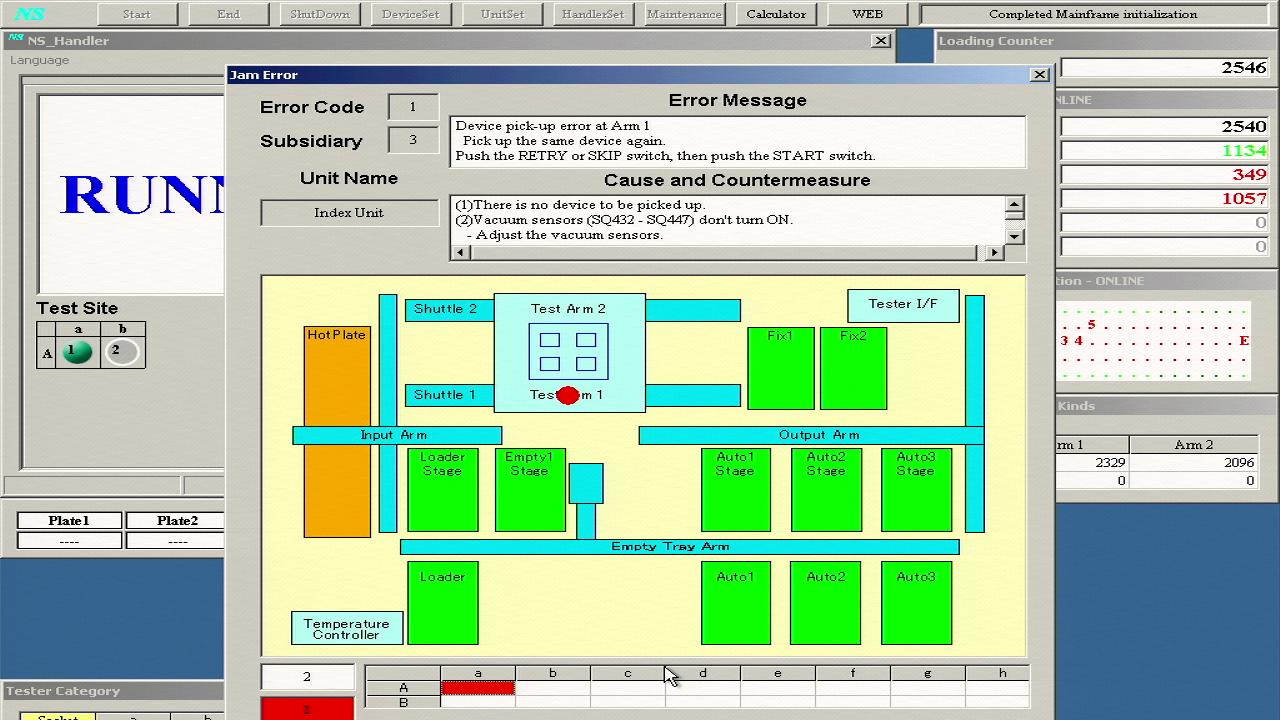 NS Start End ShutDown DeviceSet UnitSet HandlerSet Maintenance Calculator WEB Completed Mainframe initialization
NS NS_Handler
Loading Counter
Language
2546
Jam Error
Error Code 1
Subsidiary 3
Error Message
Device pick-up error at Arm 1
Pick up the same device again.
Push the RETRY or SKIP switch, then push the START switch.
NLINE
2540
1134
349
1057
0
0
Unit Name
Index Unit
Cause and Countermeasure
(1)There is no device to be picked up.
(2)Vacuum sensors (SQ432 - SQ447) don't turn ON.
- Adjust the vacuum sensors.
RUNN
Test Site
a b
A 1 2
tion - ONLINE
5
3 4 E
Kinds
rm 1 Arm 2
2329 2096
0 0
HotPlate
Shuttle 2
Test Arm 2
Tester I/F
Fix1 Fix2
Shuttle 1
Input Arm
Output Arm
Loader
Stage
Empty1
Stage
Auto1
Stage
Auto2
Stage
Auto3
Stage
Empty Tray Arm
Loader
Auto1 Auto2 Auto3
Temperature
Controller
Plate1 Plate2
---- ----
2
1
a b c d e f g h
A
B
Tester Category
Socket a b